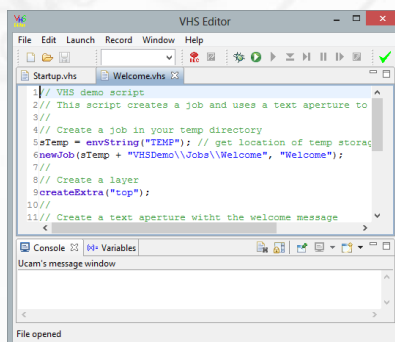 VHS Editor
File Edit Launch Record Window Help
REC
Startup.vhs Welcome.vhs
1// VHS demo script
2// This script creates a job and uses a text aperture to
3//
4// Create a job in your temp directory
5sTemp = envString("TEMP"); // get location of temp storag
6newJob(sTemp + "VHSDemo\\Jobs\\Welcome", "Welcome");
7//
8// Create a layer
9createExtra("top");
10//
11// Create a text aperture witht the welcome message
Console Variables
Ucam's message window
File opened